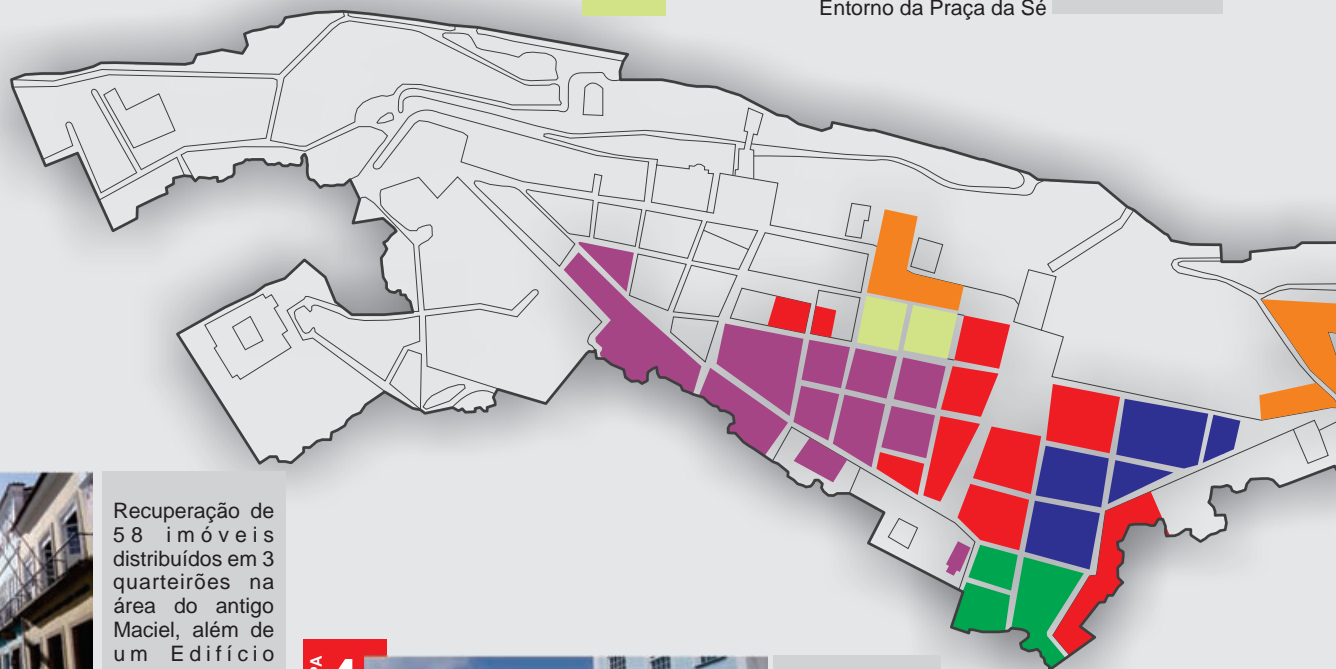 Entorno da Praça da Sé
Recuperação de
58 imóveis
distribuídos em 3
quarteirões na
área do antigo
Maciel, além de
um Edifício